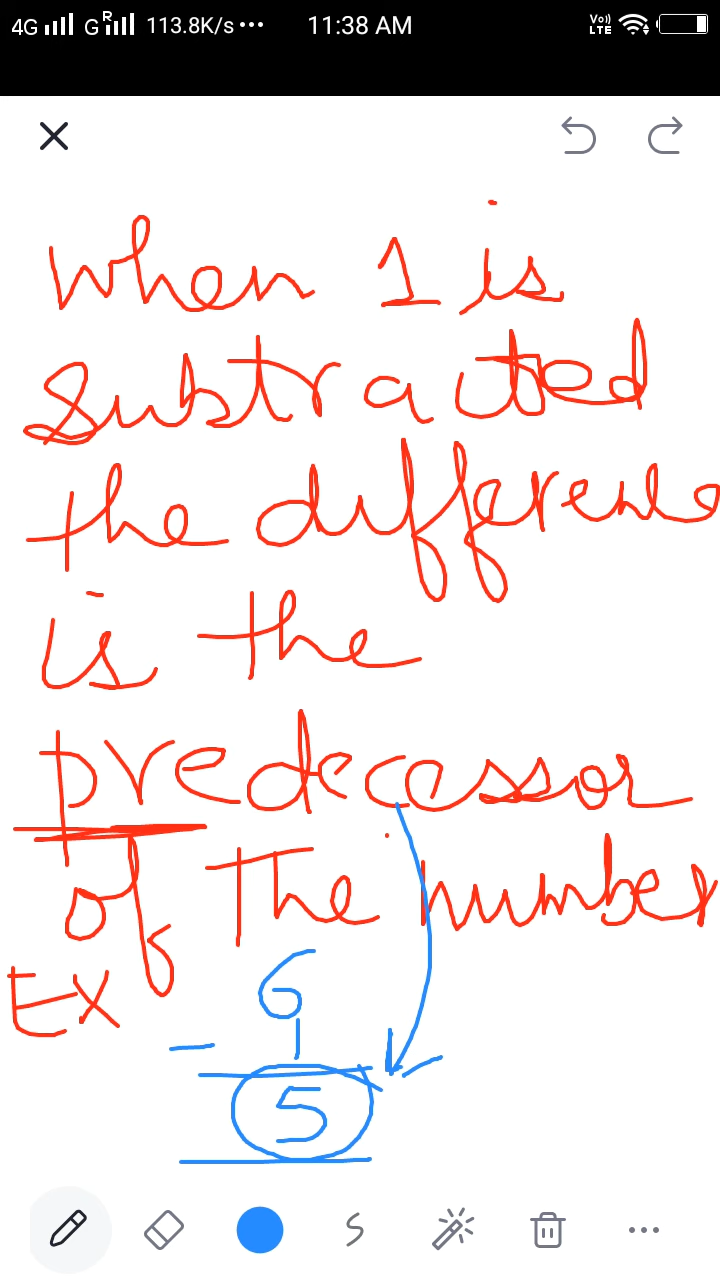 4G G R 113.8K/s ••• 11:38 AM Vo)) LTE
when 1 is
subtracted
the difference
is the
predecessor
of The number
Ex 6
- 1
5
S